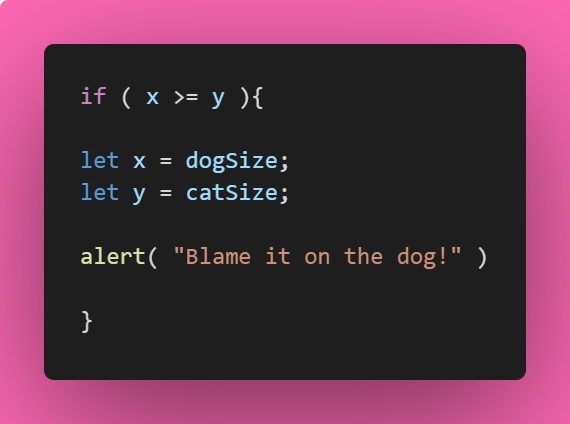 if ( x >= y ){
let x = dogSize;
let y = catSize;
alert( "Blame it on the dog!" )
}